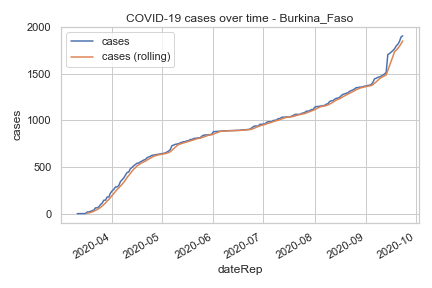 COVID-19 cases over time - Burkina_Faso
cases
cases (rolling)
2000
1500
1000
500
0
cases
2020-04
2020-05
2020-06
2020-07
2020-08
2020-09
2020-10
dateRep